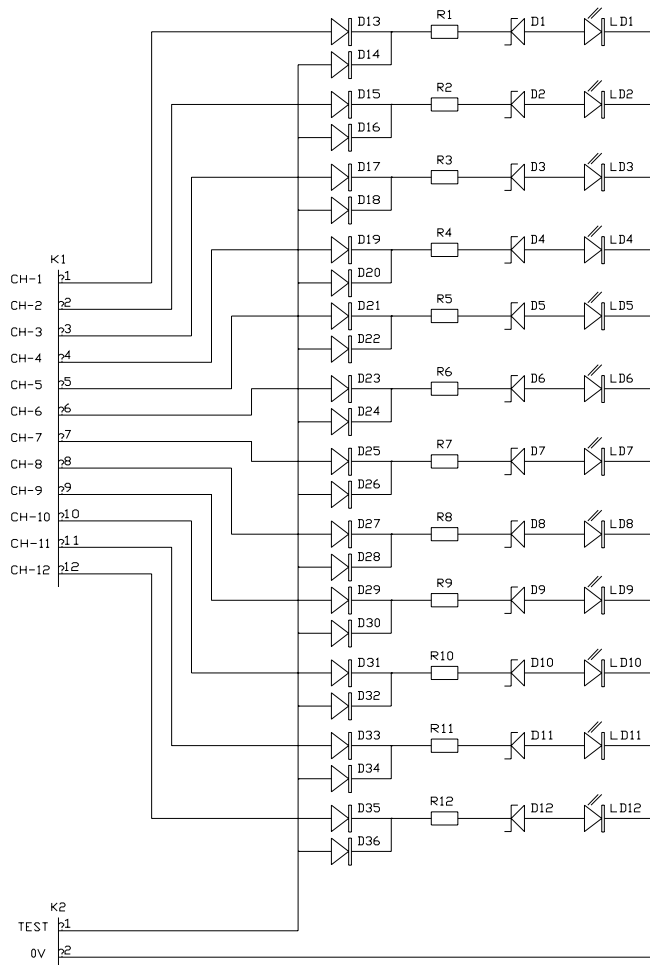 D13 R1 D1 LD1
D14
D15 R2 D2 LD2
D16
D17 R3 D3 LD3
D18
D19 R4 D4 LD4
D20
D21 R5 D5 LD5
D22
D23 R6 D6 LD6
D24
D25 R7 D7 LD7
D26
D27 R8 D8 LD8
D28
D29 R9 D9 LD9
D30
D31 R10 D10 LD10
D32
D33 R11 D11 LD11
D34
D35 R12 D12 LD12
D36
K1
CH-1 1
CH-2 2
CH-3 3
CH-4 4
CH-5 5
CH-6 6
CH-7 7
CH-8 8
CH-9 9
CH-10 10
CH-11 11
CH-12 12
K2
TEST 1
0V 2